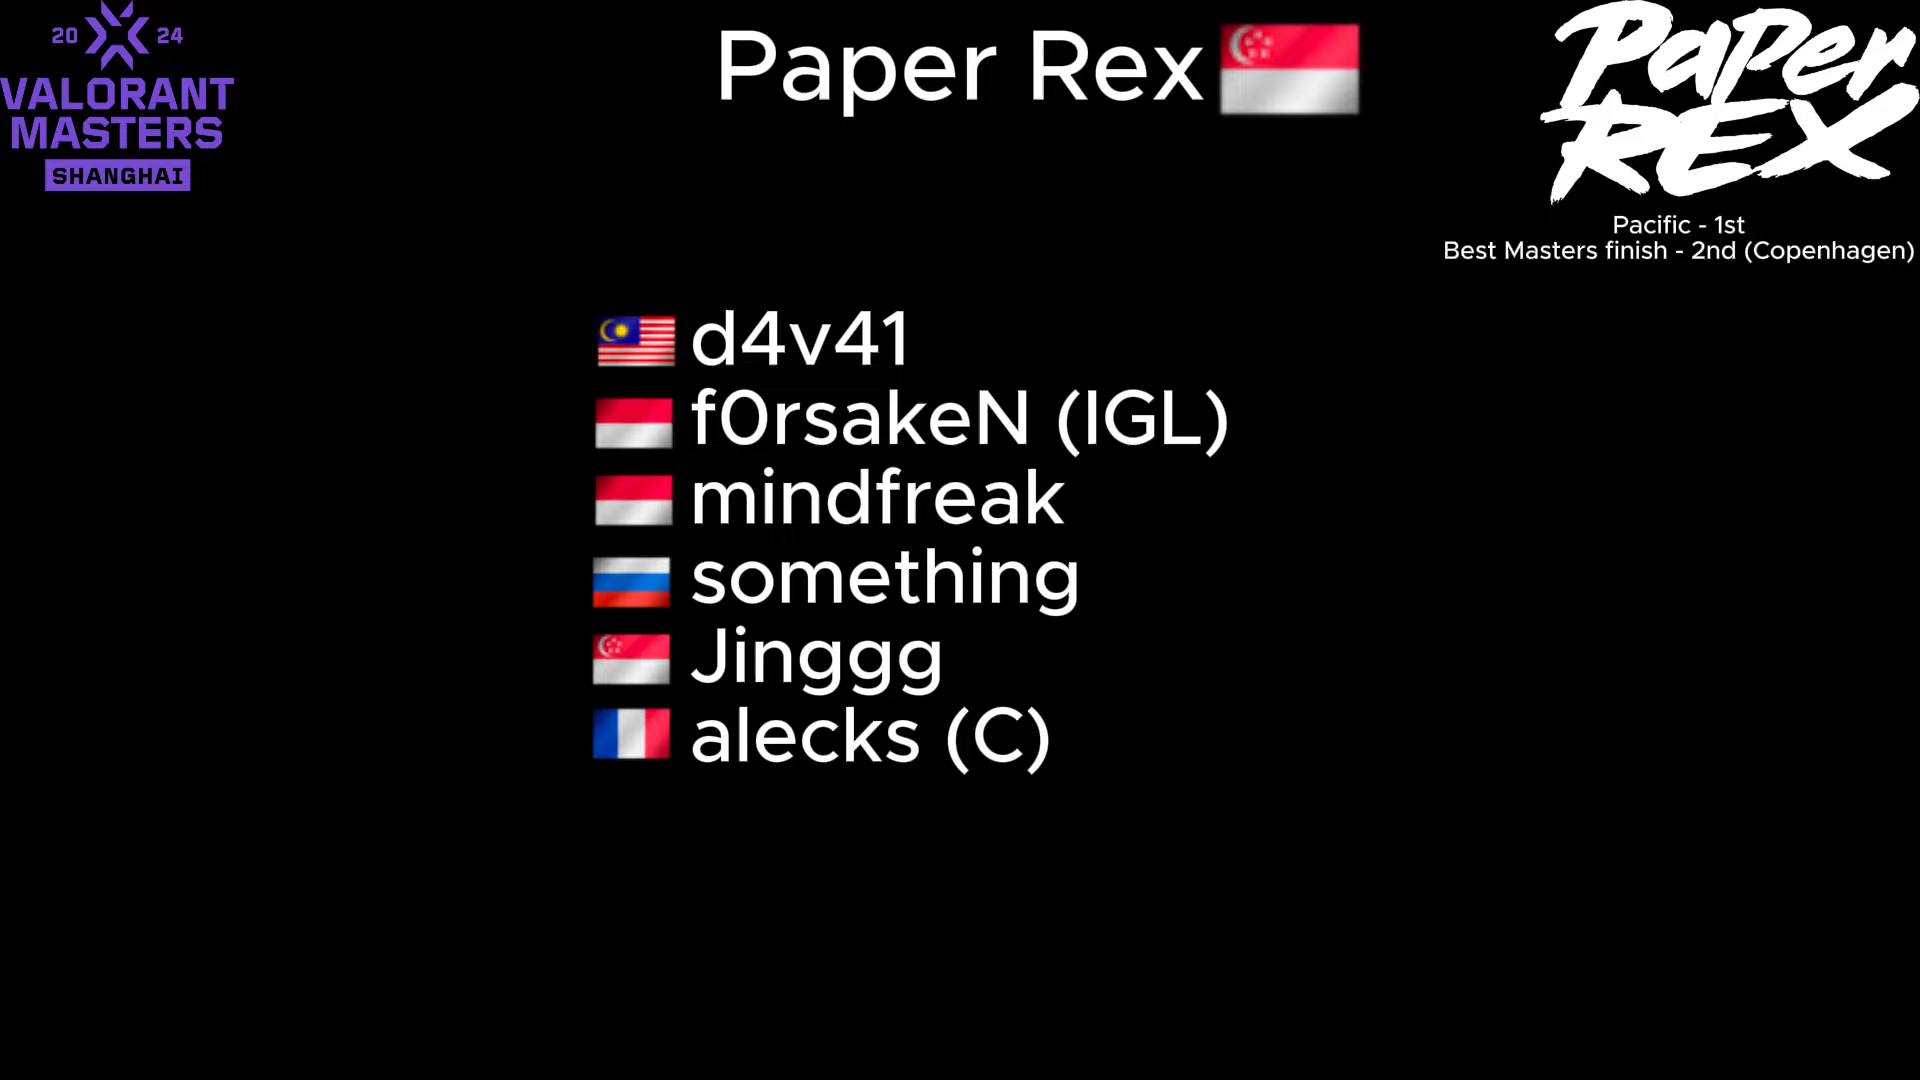 20 24
VALORANT
MASTERS
SHANGHAI
Paper Rex
Paper
REX
Pacific - 1st
Best Masters finish - 2nd (Copenhagen)
d4v41
f0rsakeN (IGL)
mindfreak
something
Jinggg
alecks (C)